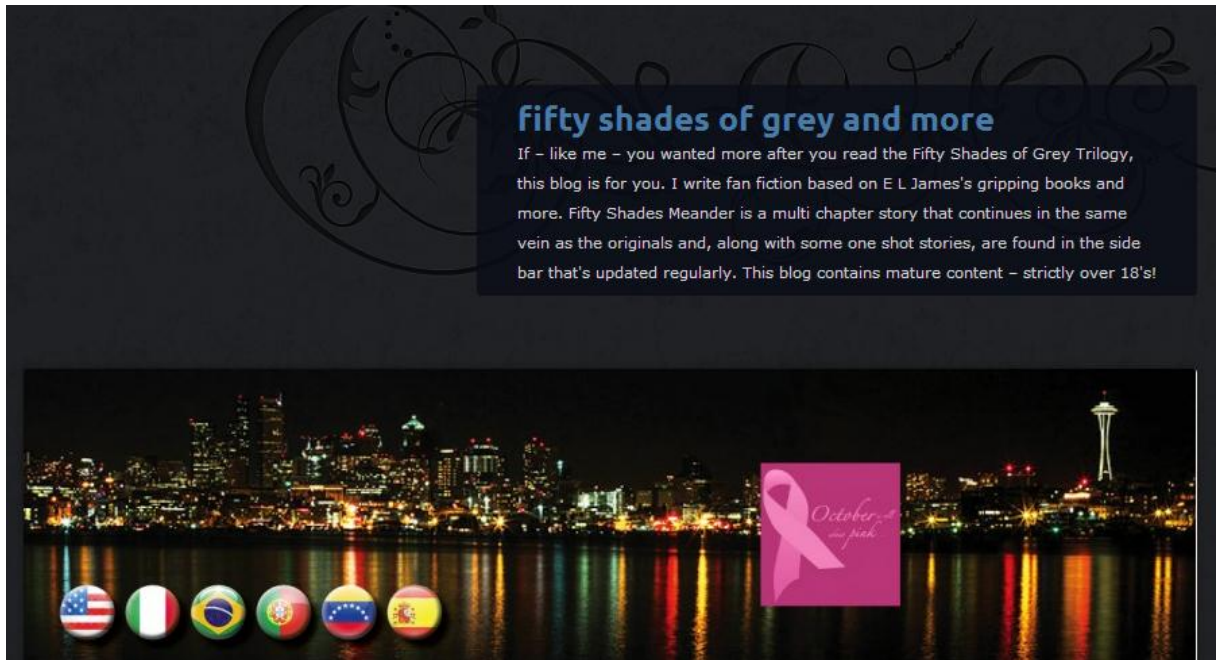 fifty shades of grey and more
If – like me – you wanted more after you read the Fifty Shades of Grey Trilogy,
this blog is for you. I write fan fiction based on E L James's gripping books and
more. Fifty Shades Meander is a multi chapter story that continues in the same
vein as the originals and, along with some one shot stories, are found in the side
bar that's updated regularly. This blog contains mature content – strictly over 18's!
October
pink